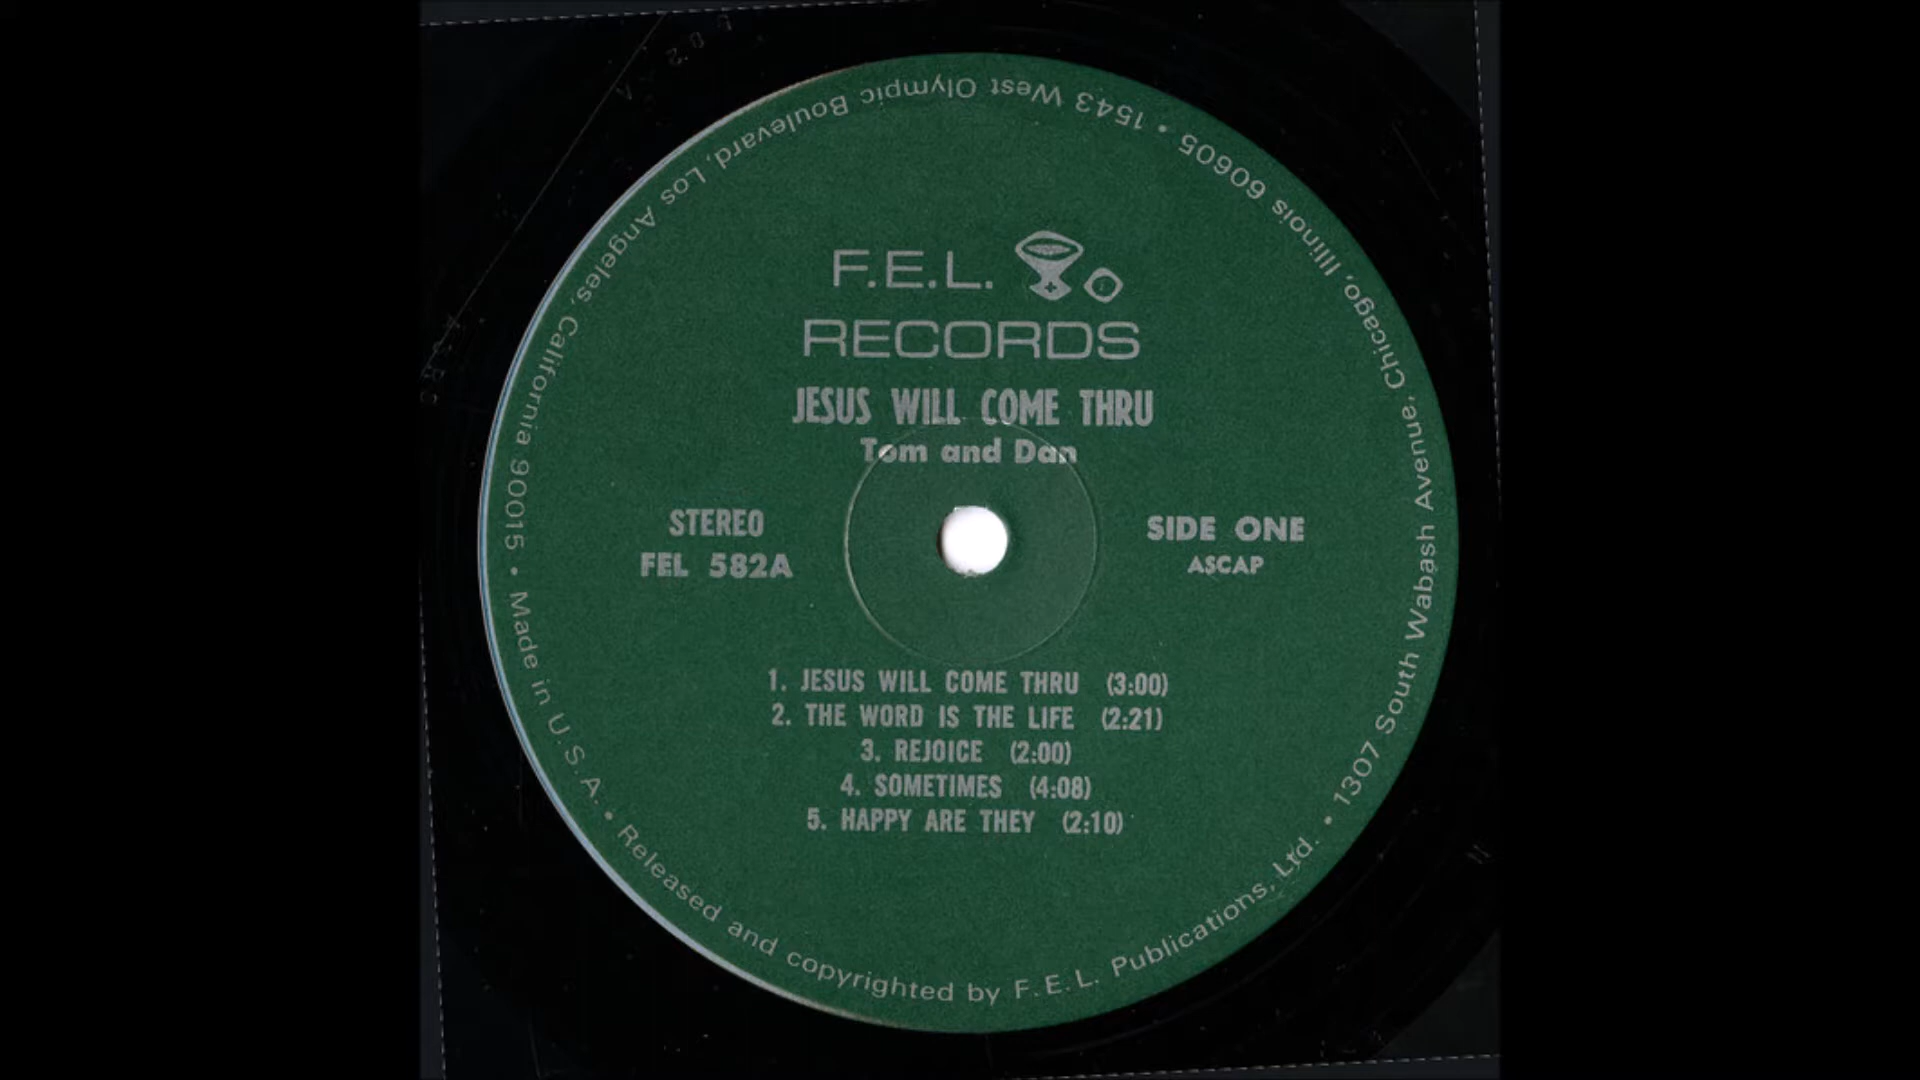 F.E.L.
RECORDS
JESUS WILL COME THRU
Tom and Dan
STEREO
FEL 582A
SIDE ONE
ASCAP
1. JESUS WILL COME THRU (3:00)
2. THE WORD IS THE LIFE (2:21)
3. REJOICE (2:00)
4. SOMETIMES (4:08)
5. HAPPY ARE THEY (2:10)
Released and copyrighted by F.E.L. Publications, Ltd. • 1307 South Wabash Avenue, Chicago, Illinois 60605 • 1543 West Olympic Boulevard, Los Angeles, California 90015 • Made in U.S.A. •